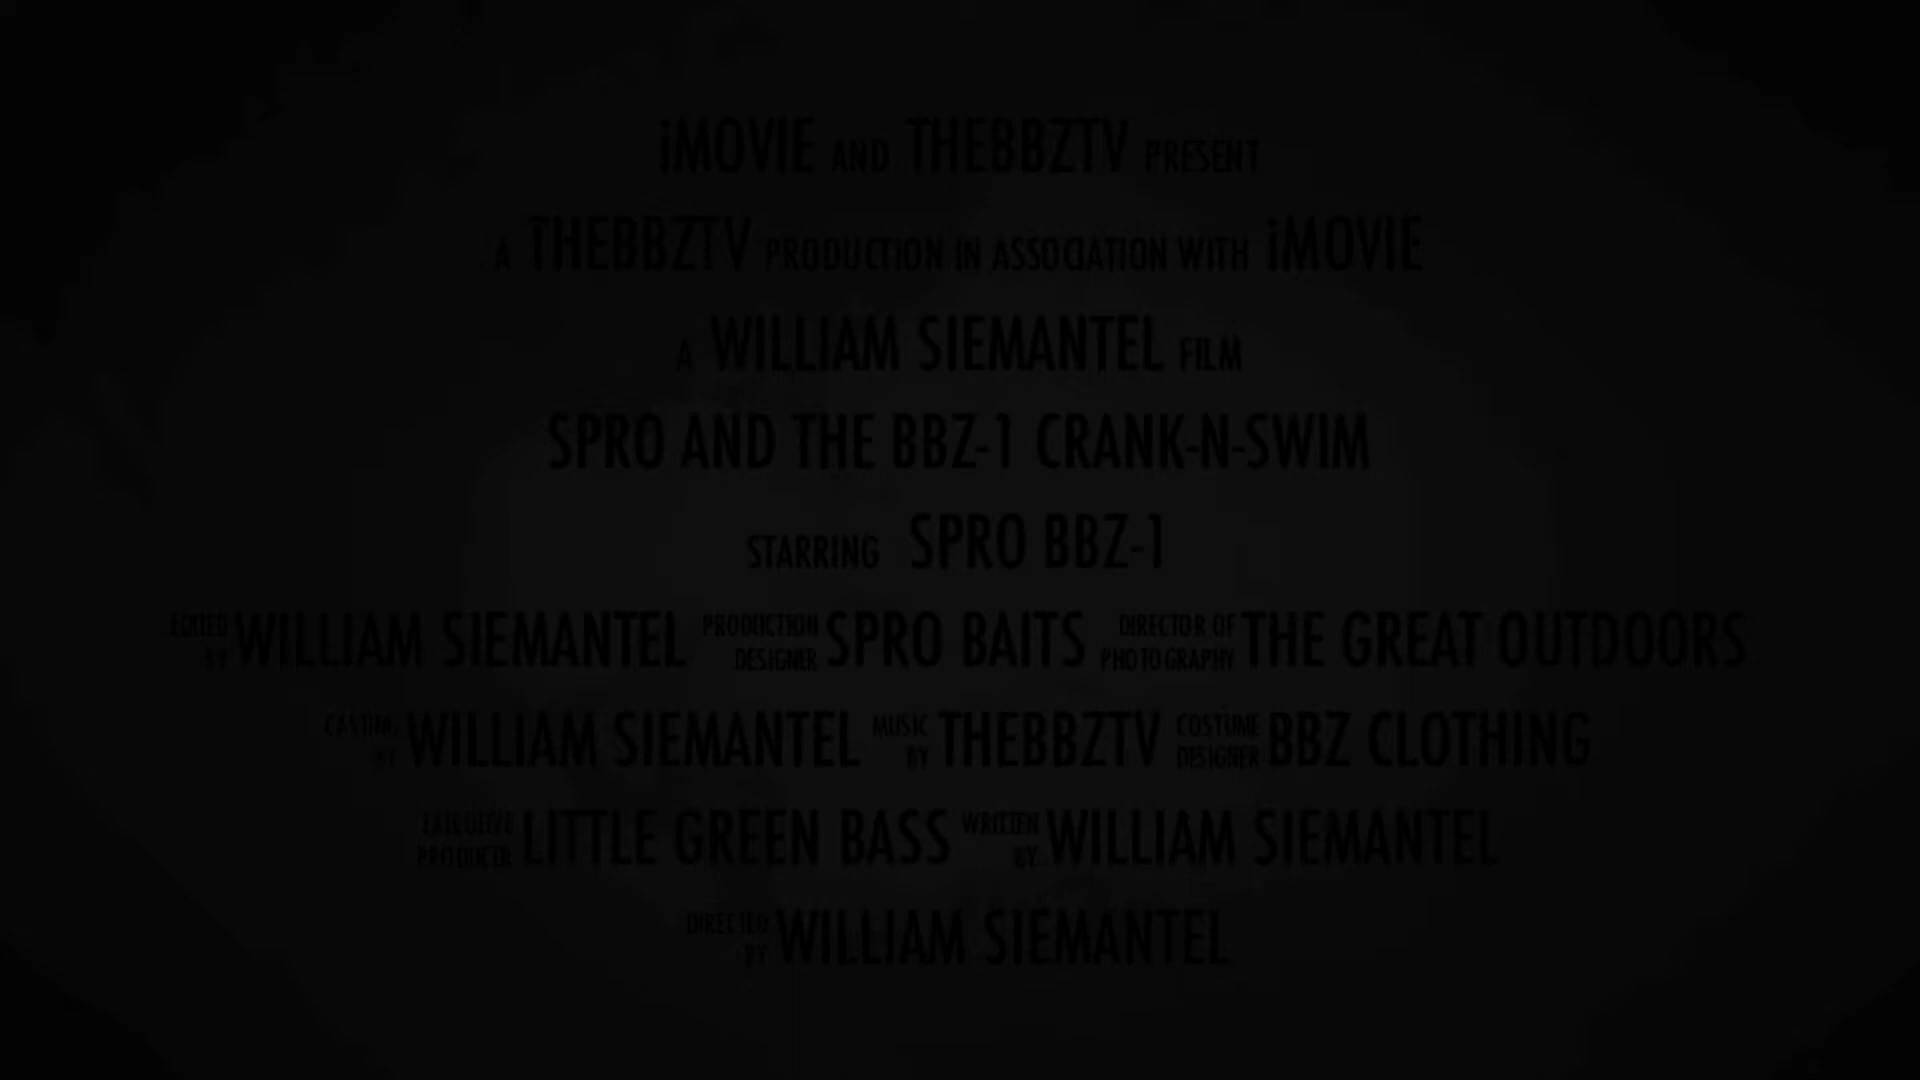 iMOVIE AND THEBBZTV PRESENT
A THEBBZTV PRODUCTION IN ASSOCIATION WITH iMOVIE
A WILLIAM SIEMANTEL FILM
SPRO AND THE BBZ-1 CRANK-N-SWIM
STARRING SPRO BBZ-1
EDITED BY WILLIAM SIEMANTEL PRODUCTION DESIGNER SPRO BAITS DIRECTOR OF PHOTOGRAPHY THE GREAT OUTDOORS
CASTING BY WILLIAM SIEMANTEL MUSIC BY THEBBZTV COSTUME DESIGNER BBZ CLOTHING
EXECUTIVE PRODUCER LITTLE GREEN BASS WRITTEN BY WILLIAM SIEMANTEL
DIRECTED BY WILLIAM SIEMANTEL